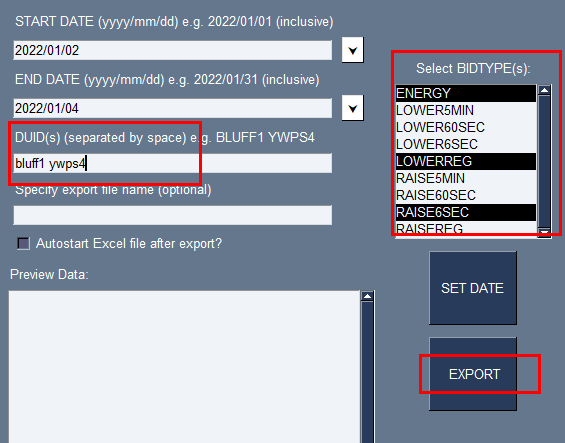 START DATE (yyyy/mm/dd) e.g. 2022/01/01 (inclusive)
2022/01/02
END DATE (yyyy/mm/dd) e.g. 2022/01/31 (inclusive)
2022/01/04
DUID(s) (separated by space) e.g. BLUFF1 YWPS4
bluff1 ywps4
Specify export file name (optional)
Autostart Excel file after export?
Preview Data:
Select BIDTYPE(s):
ENERGY
LOWER5MIN
LOWER60SEC
LOWER6SEC
LOWERREG
RAISE5MIN
RAISE60SEC
RAISE6SEC
RAISEREG
SET DATE
EXPORT